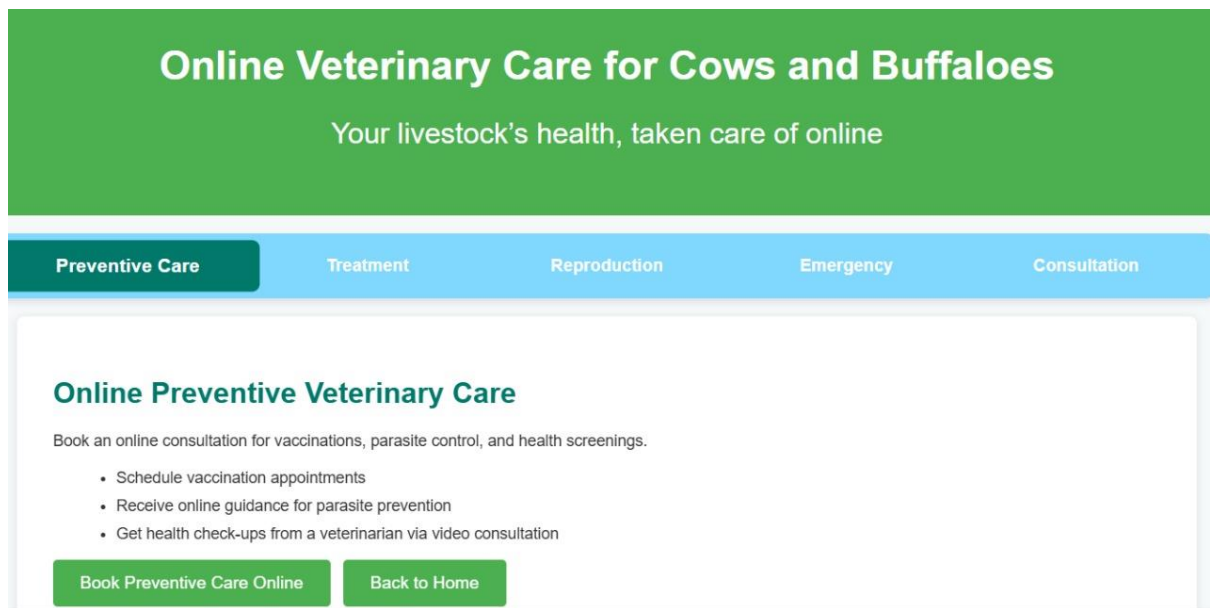 Online Veterinary Care for Cows and Buffaloes
Your livestock’s health, taken care of online
Preventive Care Treatment Reproduction Emergency Consultation
Online Preventive Veterinary Care
Book an online consultation for vaccinations, parasite control, and health screenings.
• Schedule vaccination appointments
• Receive online guidance for parasite prevention
• Get health check-ups from a veterinarian via video consultation
Book Preventive Care Online Back to Home